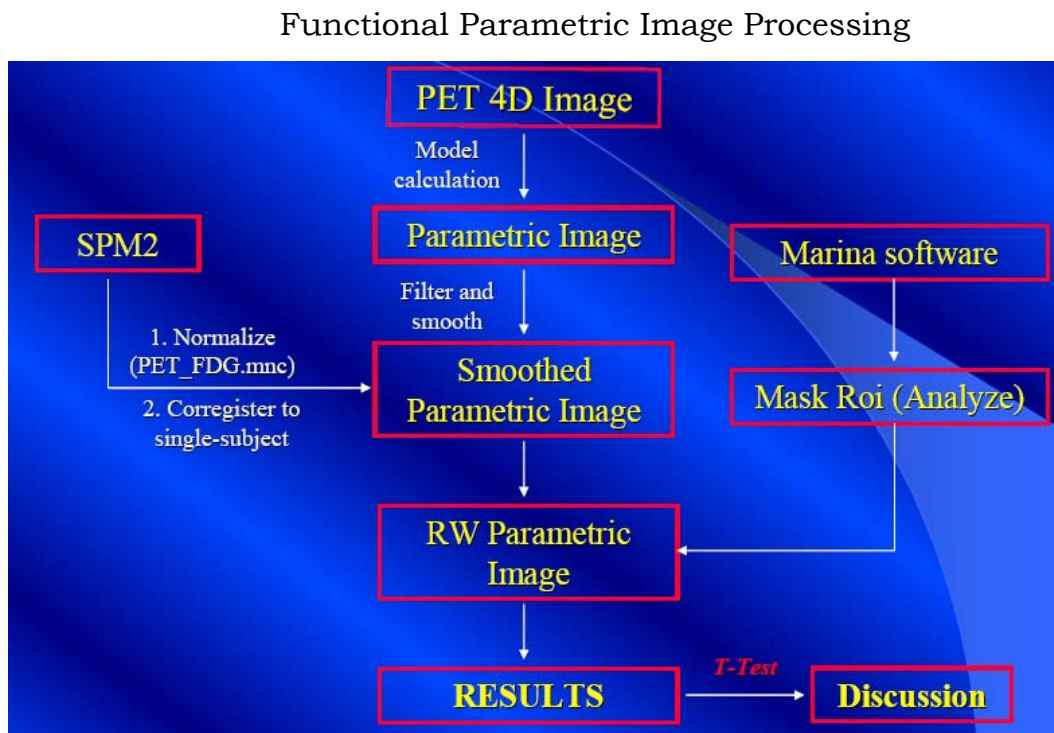 Functional Parametric Image Processing
PET 4D Image
Model
calculation
SPM2
Parametric Image
Marina software
Filter and
smooth
1. Normalize
(PET_FDG.mnc)
2. Corregister to
single-subject
Smoothed
Parametric Image
Mask Roi (Analyze)
RW Parametric
Image
RESULTS
T-Test
Discussion